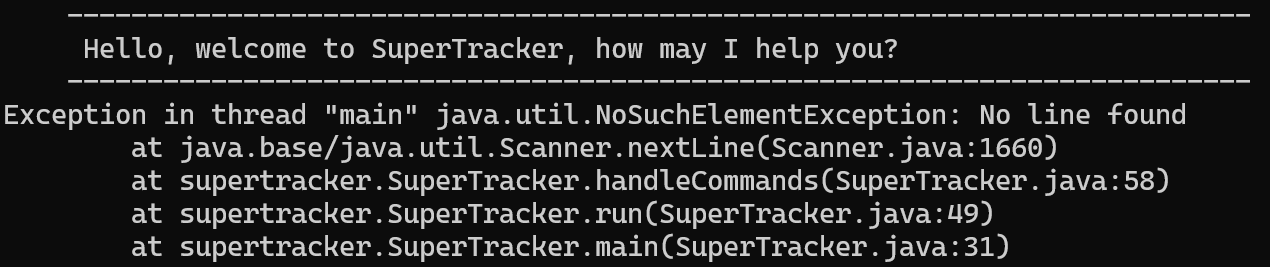 --------------------------------------------------------------------------
Hello, welcome to SuperTracker, how may I help you?
--------------------------------------------------------------------------
Exception in thread "main" java.util.NoSuchElementException: No line found
at java.base/java.util.Scanner.nextLine(Scanner.java:1660)
at supertracker.SuperTracker.handleCommands(SuperTracker.java:58)
at supertracker.SuperTracker.run(SuperTracker.java:49)
at supertracker.SuperTracker.main(SuperTracker.java:31)